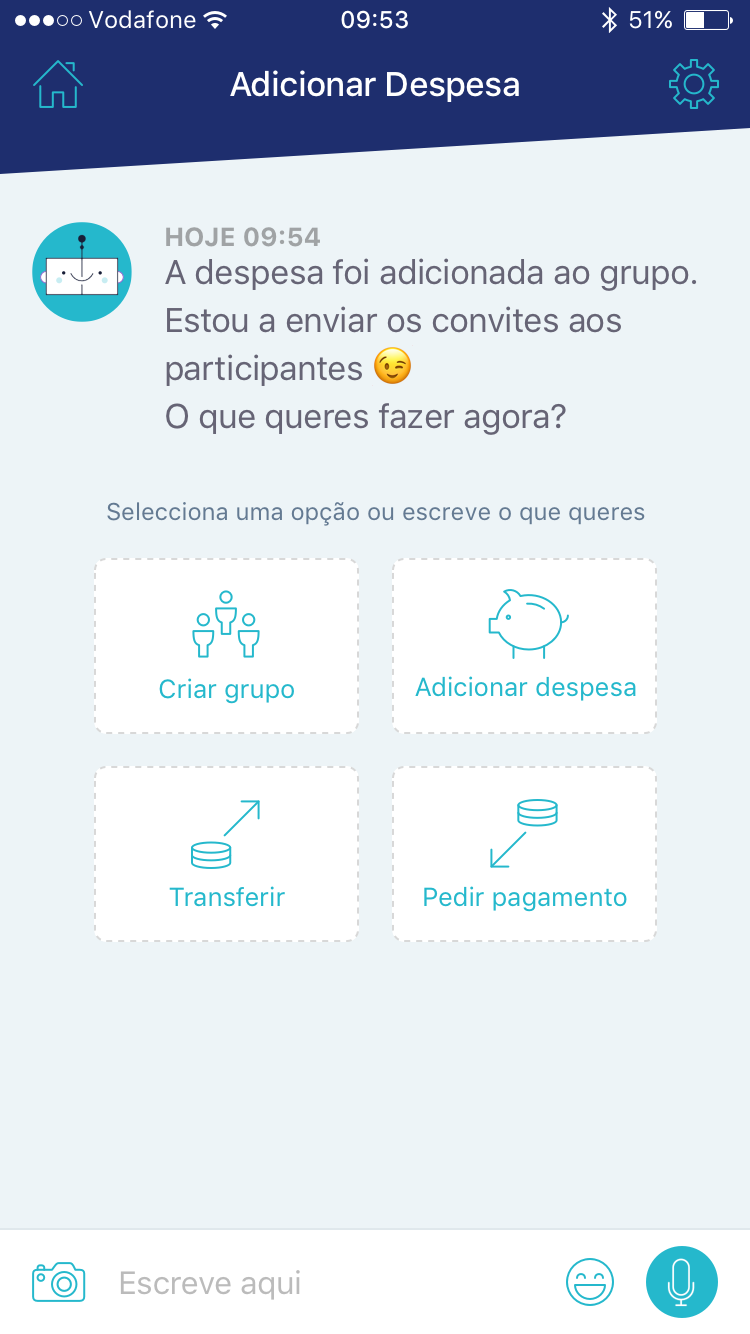 Vodafone 09:53 51%
Adicionar Despesa
HOJE 09:54
A despesa foi adicionada ao grupo.
Estou a enviar os convites aos
participantes 😉
O que queres fazer agora?
Selecciona uma opção ou escreve o que queres
Criar grupo
Adicionar despesa
Transferir
Pedir pagamento
Escreve aqui